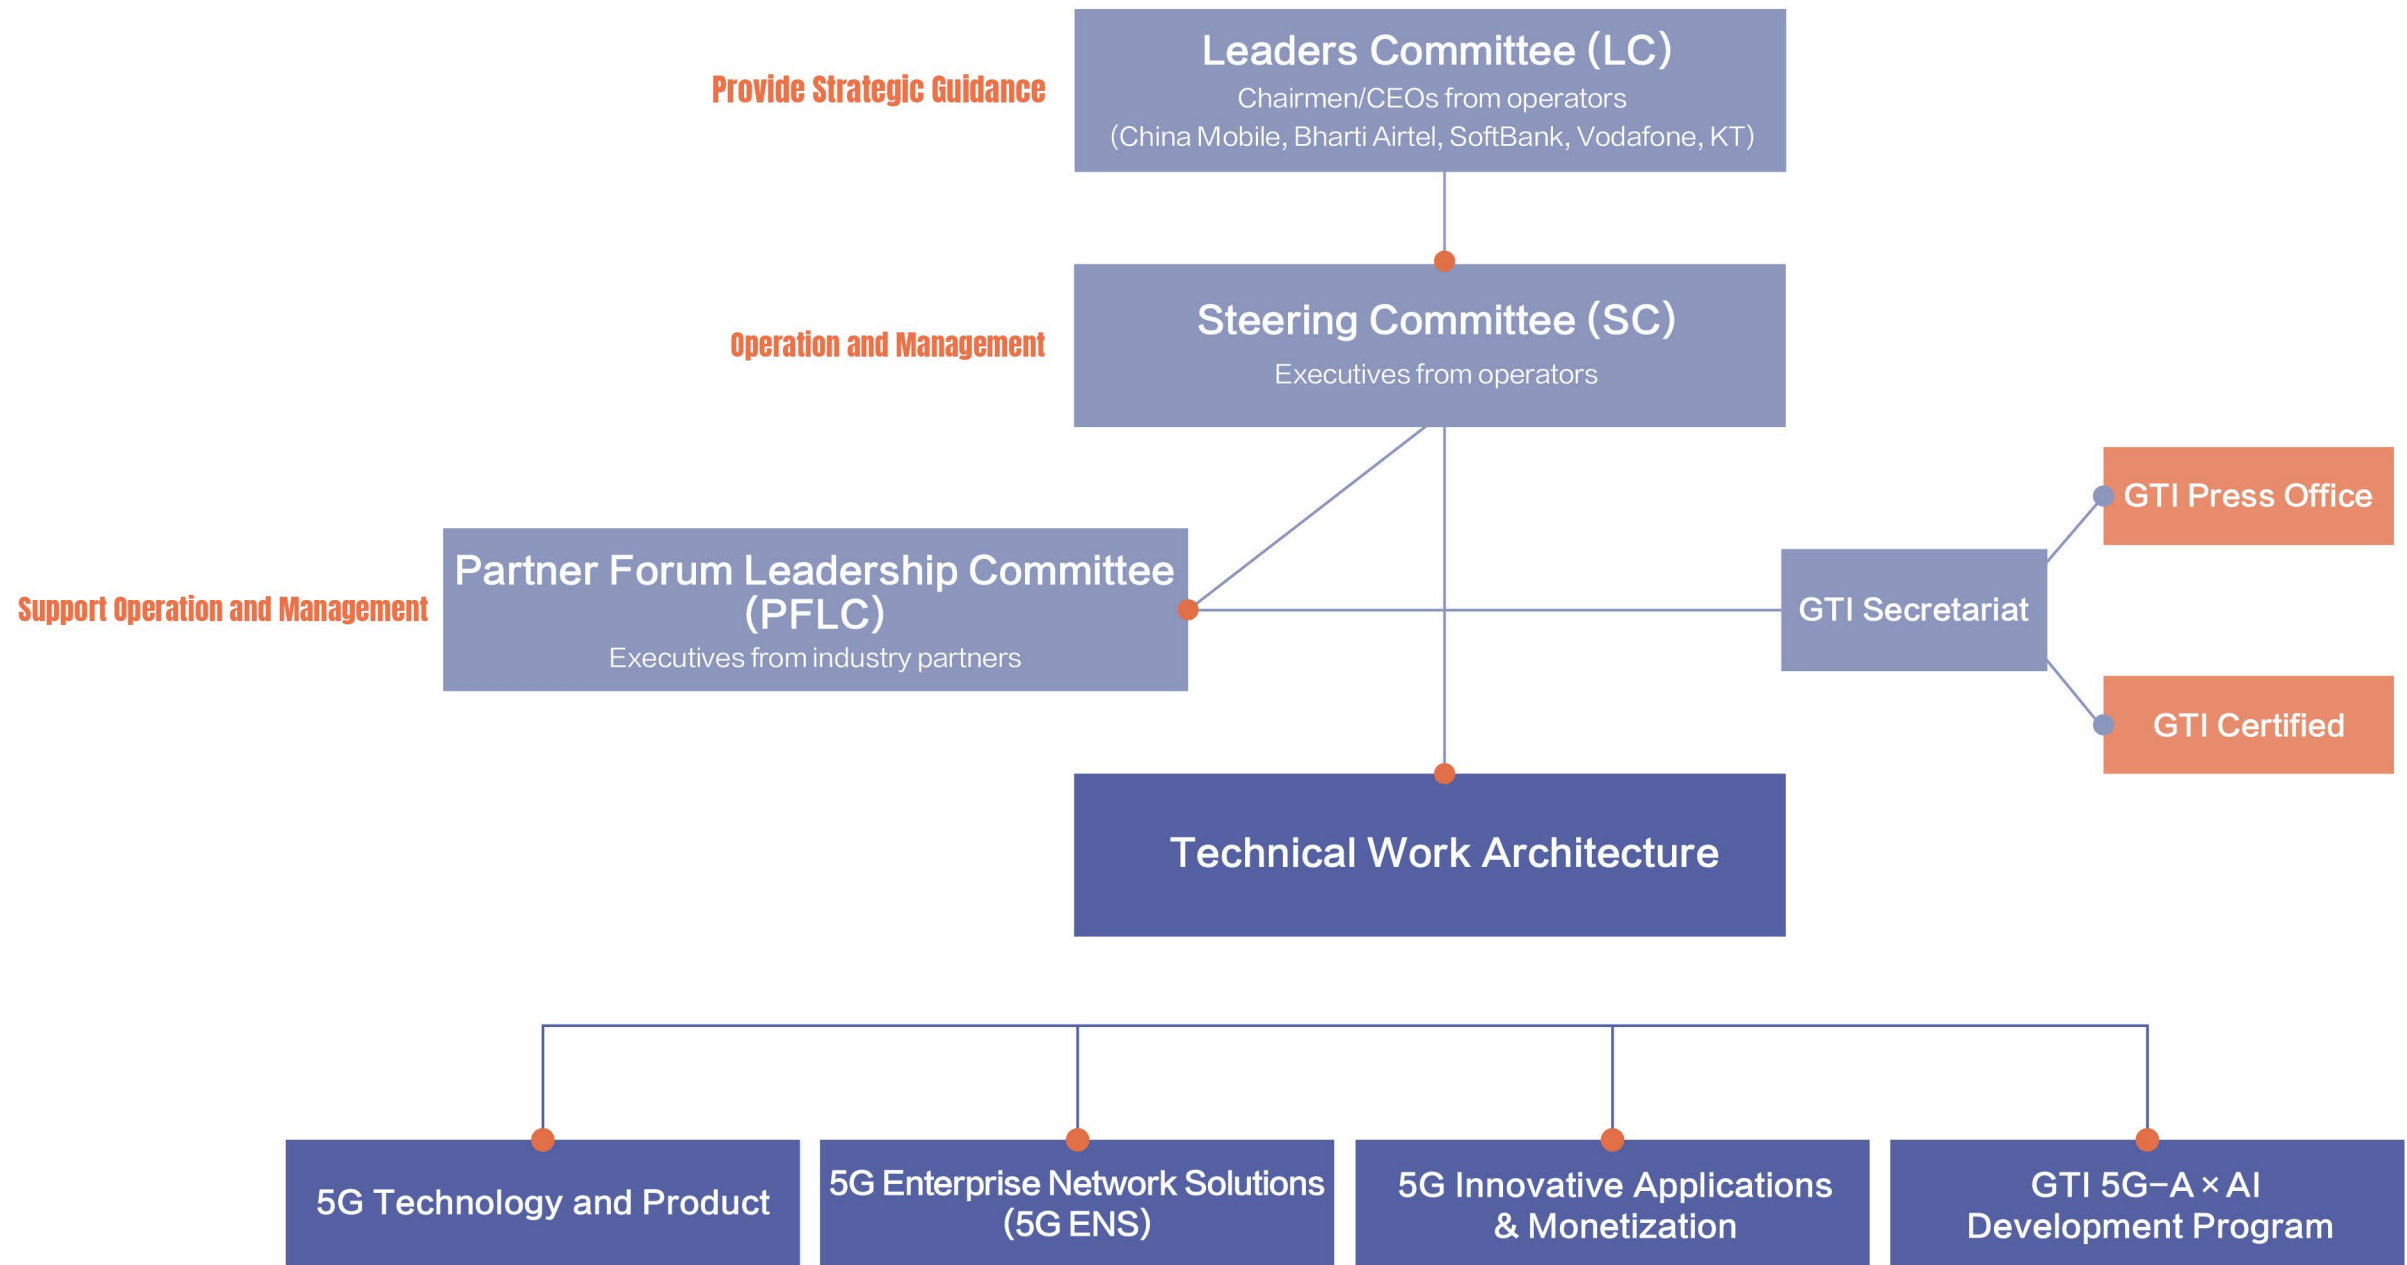 Provide Strategic Guidance
Leaders Committee (LC)
Chairmen/CEOs from operators
(China Mobile, Bharti Airtel, SoftBank, Vodafone, KT)
Operation and Management
Steering Committee (SC)
Executives from operators
Support Operation and Management
Partner Forum Leadership Committee
(PFLC)
Executives from industry partners
GTI Secretariat
GTI Press Office
GTI Certified
Technical Work Architecture
5G Technology and Product
5G Enterprise Network Solutions
(5G ENS)
5G Innovative Applications
& Monetization
GTI 5G-A × AI
Development Program